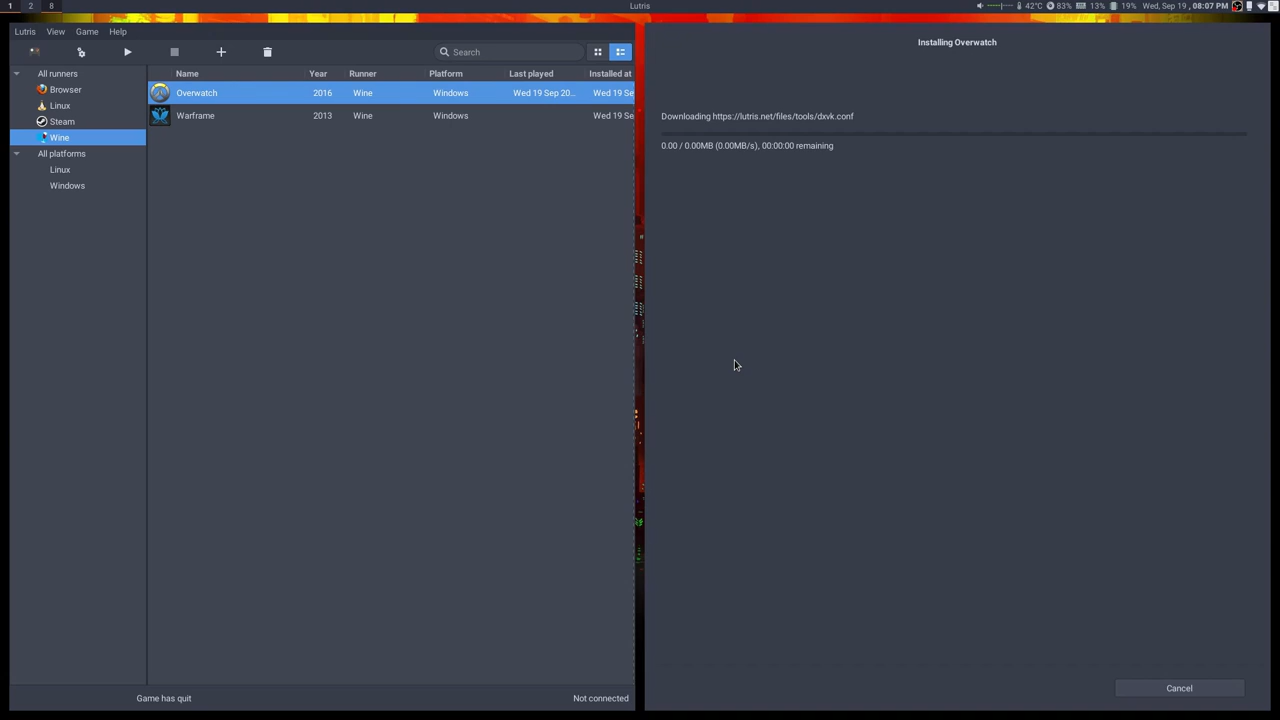 1 2 8
Lutris
42°C 83% 13% 19% Wed, Sep 19 , 08:07 PM
Lutris View Game Help
Search
All runners
Browser
Linux
Steam
Wine
All platforms
Linux
Windows
Name Year Runner Platform Last played Installed at
Overwatch 2016 Wine Windows Wed 19 Sep 20... Wed 19 Se
Warframe 2013 Wine Windows Wed 19 Se
Game has quit
Not connected
Installing Overwatch
Downloading https://lutris.net/files/tools/dxvk.conf
0.00 / 0.00MB (0.00MB/s), 00:00:00 remaining
Cancel